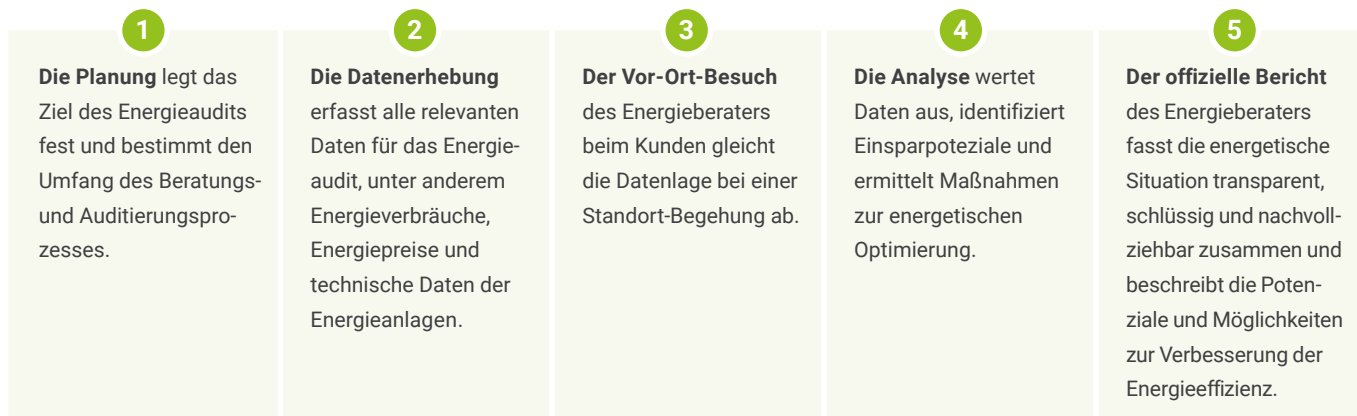 1
Die Planung legt das
Ziel des Energieaudits
fest und bestimmt den
Umfang des Beratungs-
und Auditierungspro-
zesses.
2
Die Datenerhebung
erfasst alle relevanten
Daten für das Energie-
audit, unter anderem
Energieverbräuche,
Energiepreise und
technische Daten der
Energieanlagen.
3
Der Vor-Ort-Besuch
des Energieberaters
beim Kunden gleicht
die Datenlage bei einer
Standort-Begehung ab.
4
Die Analyse wertet
Daten aus, identifiziert
Einsparpoteziale und
ermittelt Maßnahmen
zur energetischen
Optimierung.
5
Der offizielle Bericht
des Energieberaters
fasst die energetische
Situation transparent,
schlüssig und nachvoll-
ziehbar zusammen und
beschreibt die Poten-
ziale und Möglichkeiten
zur Verbesserung der
Energieeffizienz.